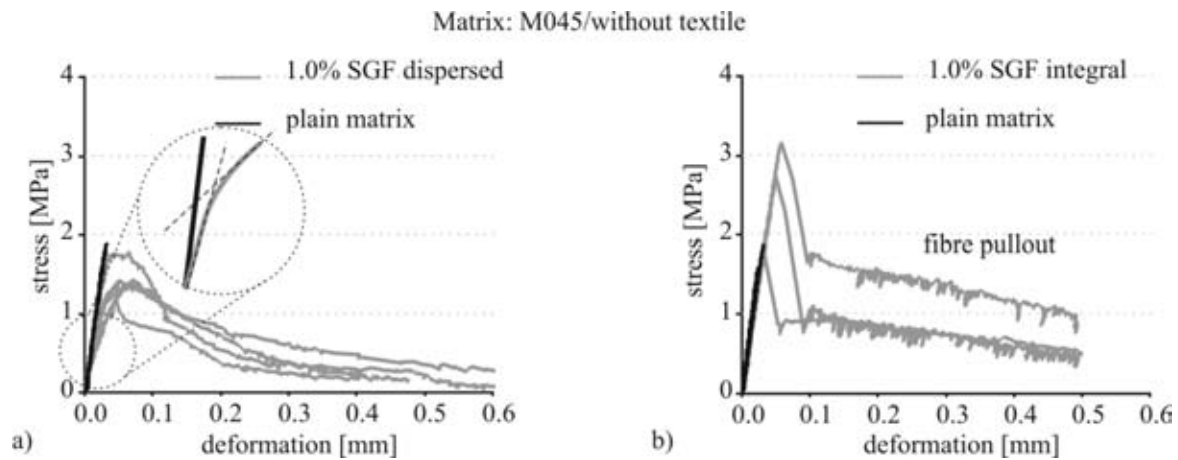 Matrix: M045/without textile
1.0% SGF dispersed
plain matrix
stress [MPa]
4
3
2
1
0
0.0 0.1 0.2 0.3 0.4 0.5 0.6
deformation [mm]
a)
1.0% SGF integral
plain matrix
fibre pullout
stress [MPa]
4
3
2
1
0
0.0 0.1 0.2 0.3 0.4 0.5 0.6
deformation [mm]
b)